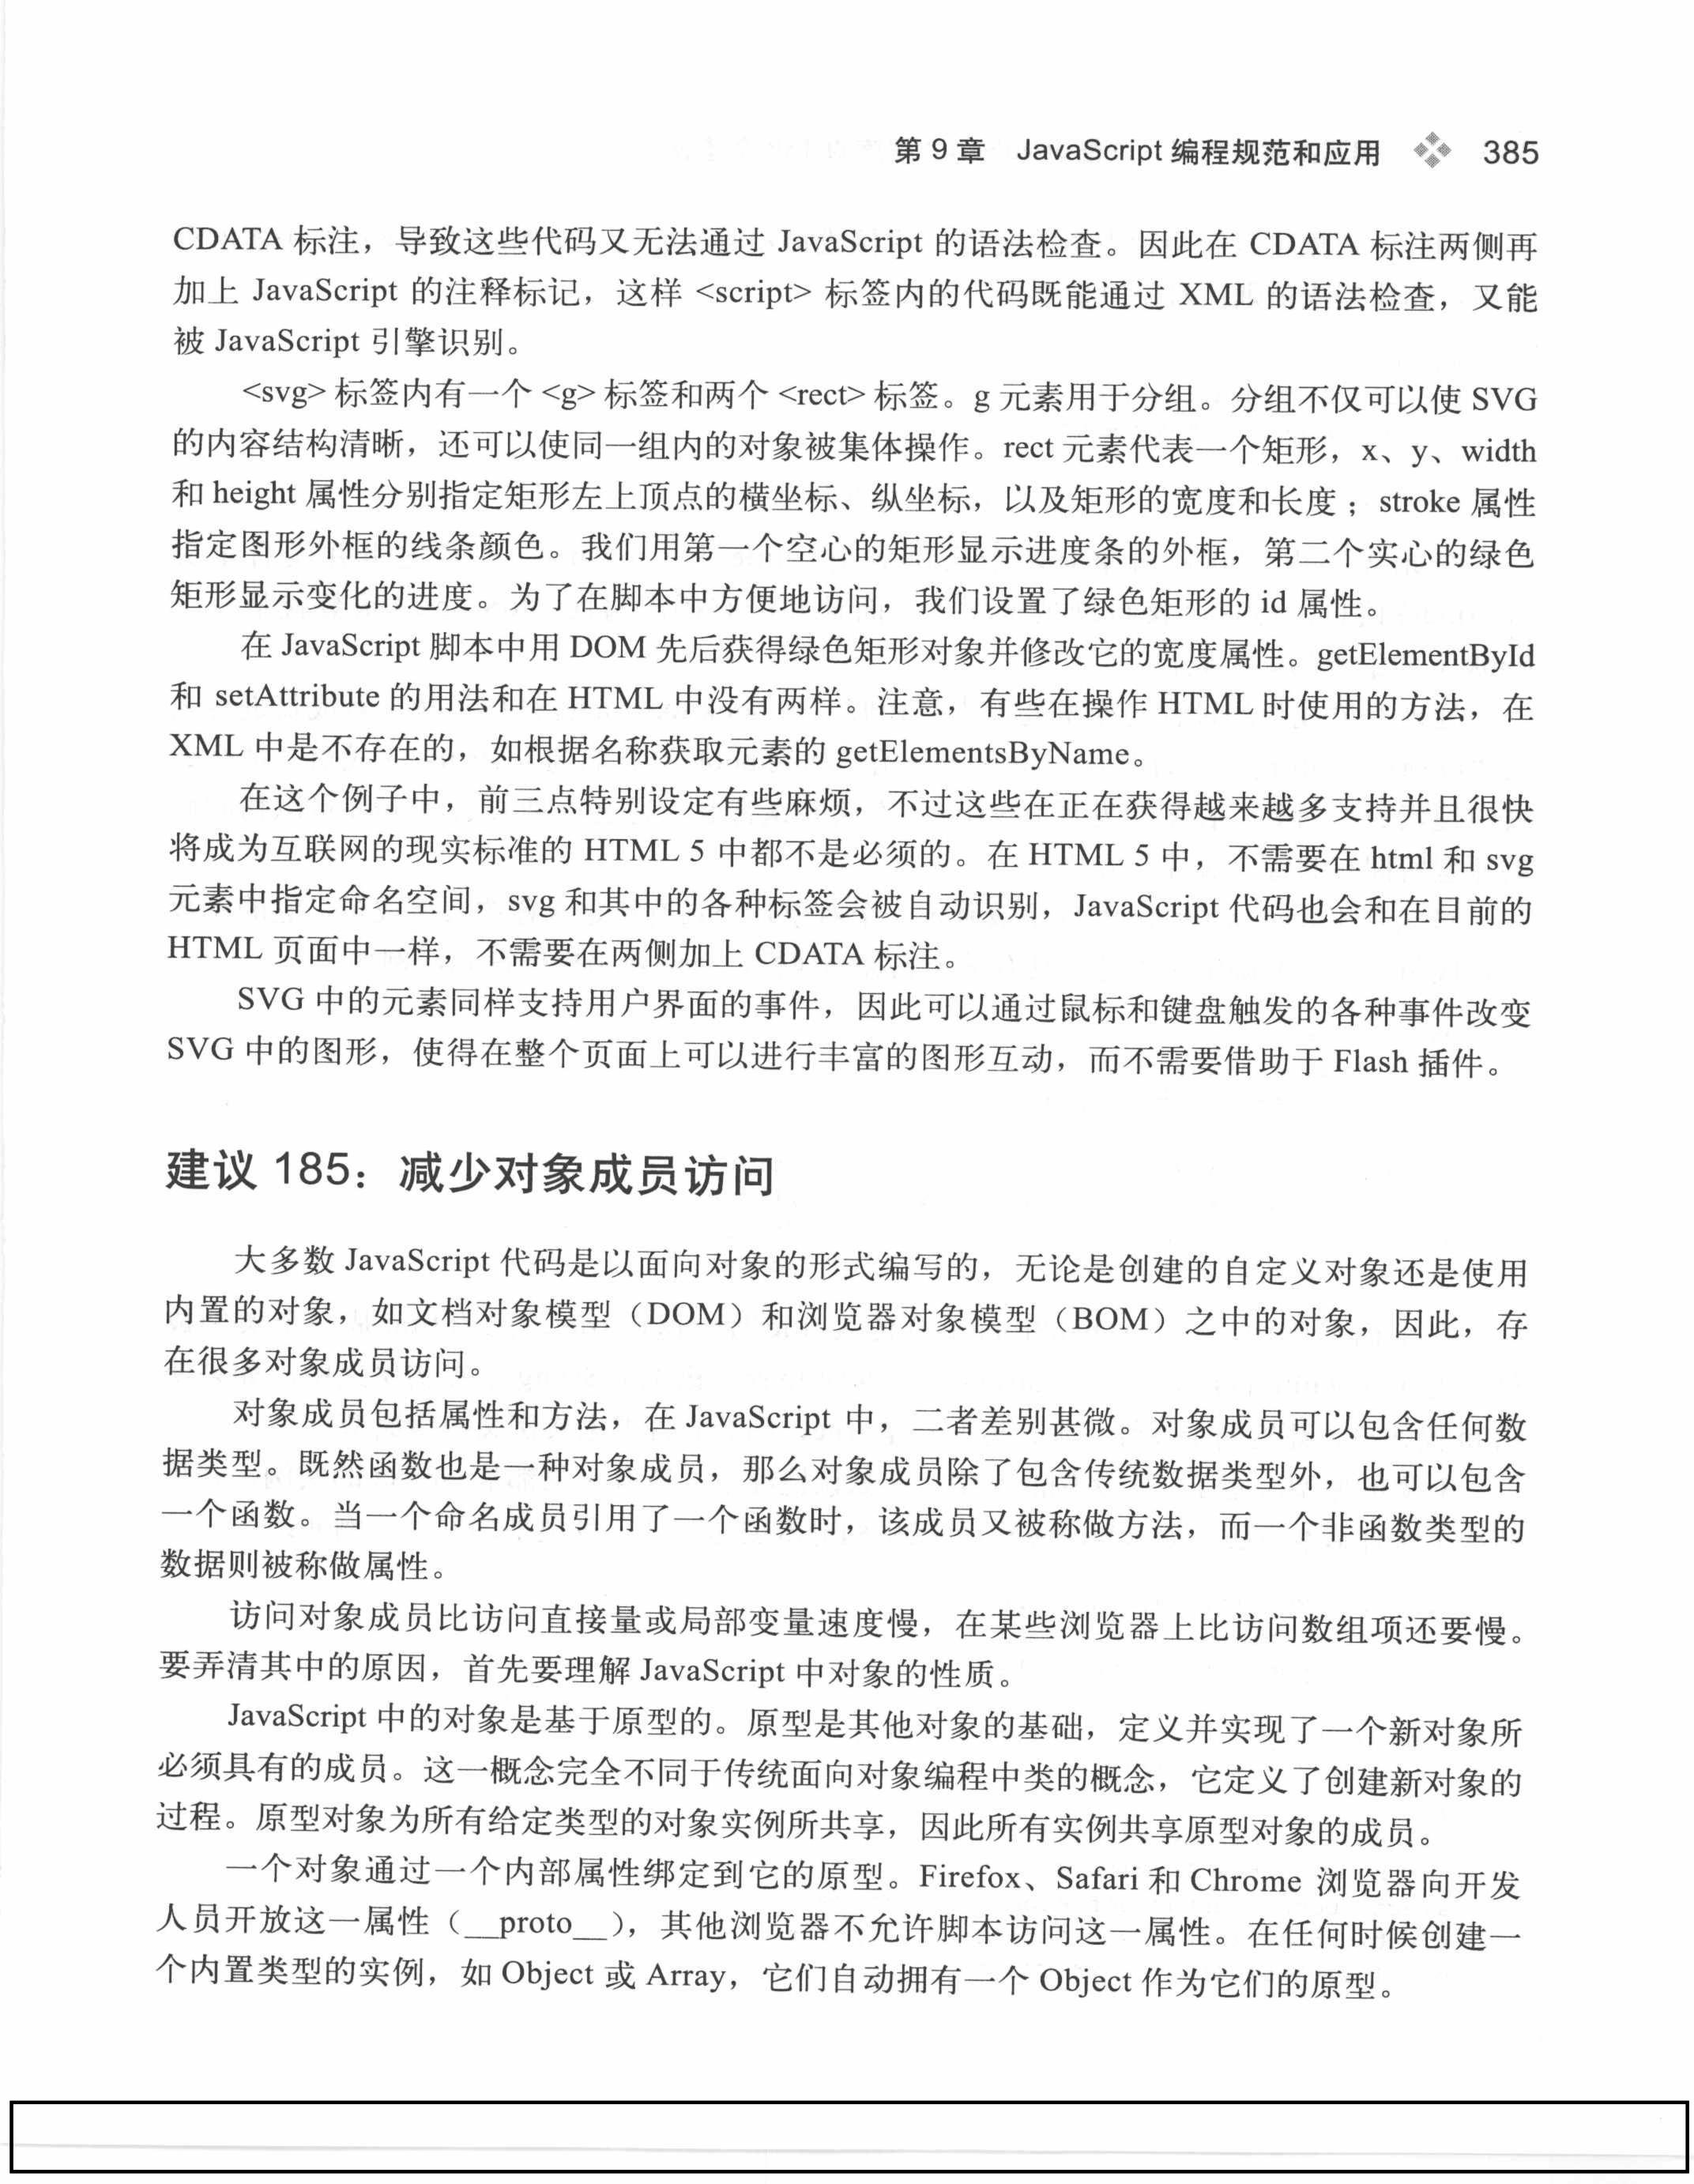 第 9 章 JavaScript 编程规范和应用 385
CDATA 标注，导致这些代码又无法通过 JavaScript 的语法检查。因此在 CDATA 标注两侧再
加上 JavaScript 的注释标记，这样 <script> 标签内的代码既能通过 XML 的语法检查，又能
被 JavaScript 引擎识别。
<svg> 标签内有一个 <g> 标签和两个 <rect> 标签。g 元素用于分组。分组不仅可以使 SVG
的内容结构清晰，还可以使同一组内的对象被集体操作。rect 元素代表一个矩形，x、y、width
和 height 属性分别指定矩形左上顶点的横坐标、纵坐标，以及矩形的宽度和长度；stroke 属性
指定图形外框的线条颜色。我们用第一个空心的矩形显示进度条的外框，第二个实心的绿色
矩形显示变化的进度。为了在脚本中方便地访问，我们设置了绿色矩形的 id 属性。
在 JavaScript 脚本中用 DOM 先后获得绿色矩形对象并修改它的宽度属性。getElementById
和 setAttribute 的用法和在 HTML 中没有两样。注意，有些在操作 HTML 时使用的方法，在
XML 中是不存在的，如根据名称获取元素的 getElementsByName。
在这个例子中，前三点特别设定有些麻烦，不过这些在正在获得越来越多支持并且很快
将成为互联网的现实标准的 HTML 5 中都不是必须的。在 HTML 5 中，不需要在 html 和 svg
元素中指定命名空间，svg 和其中的各种标签会被自动识别，JavaScript 代码也会和在目前的
HTML 页面中一样，不需要在两侧加上 CDATA 标注。
SVG 中的元素同样支持用户界面的事件，因此可以通过鼠标和键盘触发的各种事件改变
SVG 中的图形，使得在整个页面上可以进行丰富的图形互动，而不需要借助于 Flash 插件。
建议 185：减少对象成员访问
大多数 JavaScript 代码是以面向对象的形式编写的，无论是创建的自定义对象还是使用
内置的对象，如文档对象模型（DOM）和浏览器对象模型（BOM）之中的对象，因此，存
在很多对象成员访问。
对象成员包括属性和方法，在 JavaScript 中，二者差别甚微。对象成员可以包含任何数
据类型。既然函数也是一种对象成员，那么对象成员除了包含传统数据类型外，也可以包含
一个函数。当一个命名成员引用了一个函数时，该成员又被称做方法，而一个非函数类型的
数据则被称做属性。
访问对象成员比访问直接量或局部变量速度慢，在某些浏览器上比访问数组项还要慢。
要弄清其中的原因，首先要理解 JavaScript 中对象的性质。
JavaScript 中的对象是基于原型的。原型是其他对象的基础，定义并实现了一个新对象所
必须具有的成员。这一概念完全不同于传统面向对象编程中类的概念，它定义了创建新对象的
过程。原型对象为所有给定类型的对象实例所共享，因此所有实例共享原型对象的成员。
一个对象通过一个内部属性绑定到它的原型。Firefox、Safari 和 Chrome 浏览器向开发
人员开放这一属性（__proto__），其他浏览器不允许脚本访问这一属性。在任何时候创建一
个内置类型的实例，如 Object 或 Array，它们自动拥有一个 Object 作为它们的原型。